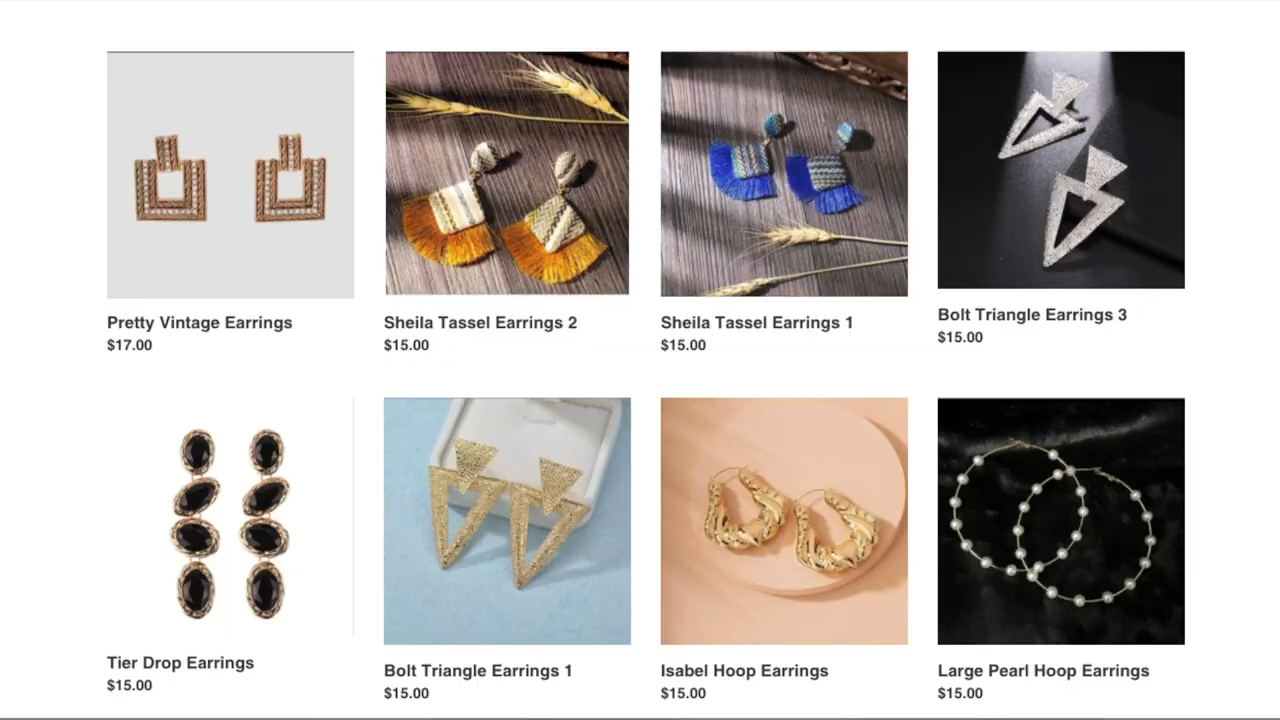 Pretty Vintage Earrings
$17.00
Sheila Tassel Earrings 2
$15.00
Sheila Tassel Earrings 1
$15.00
Bolt Triangle Earrings 3
$15.00
Tier Drop Earrings
$15.00
Bolt Triangle Earrings 1
$15.00
Isabel Hoop Earrings
$15.00
Large Pearl Hoop Earrings
$15.00